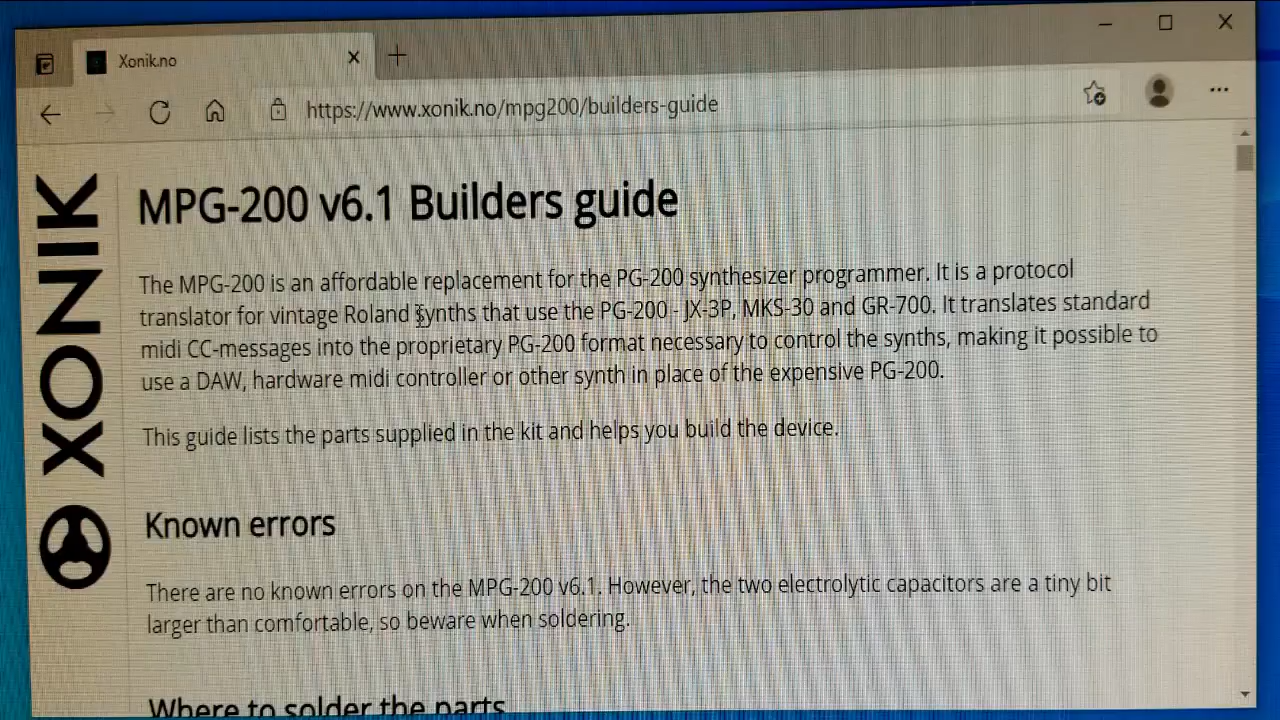 Xonik.no
https://www.xonik.no/mpg200/builders-guide
XONIK
MPG-200 v6.1 Builders guide
The MPG-200 is an affordable replacement for the PG-200 synthesizer programmer. It is a protocol
translator for vintage Roland synths that use the PG-200 - JX-3P, MKS-30 and GR-700. It translates standard
midi CC-messages into the proprietary PG-200 format necessary to control the synths, making it possible to
use a DAW, hardware midi controller or other synth in place of the expensive PG-200.
This guide lists the parts supplied in the kit and helps you build the device.
Known errors
There are no known errors on the MPG-200 v6.1. However, the two electrolytic capacitors are a tiny bit
larger than comfortable, so beware when soldering.
Where to solder the parts